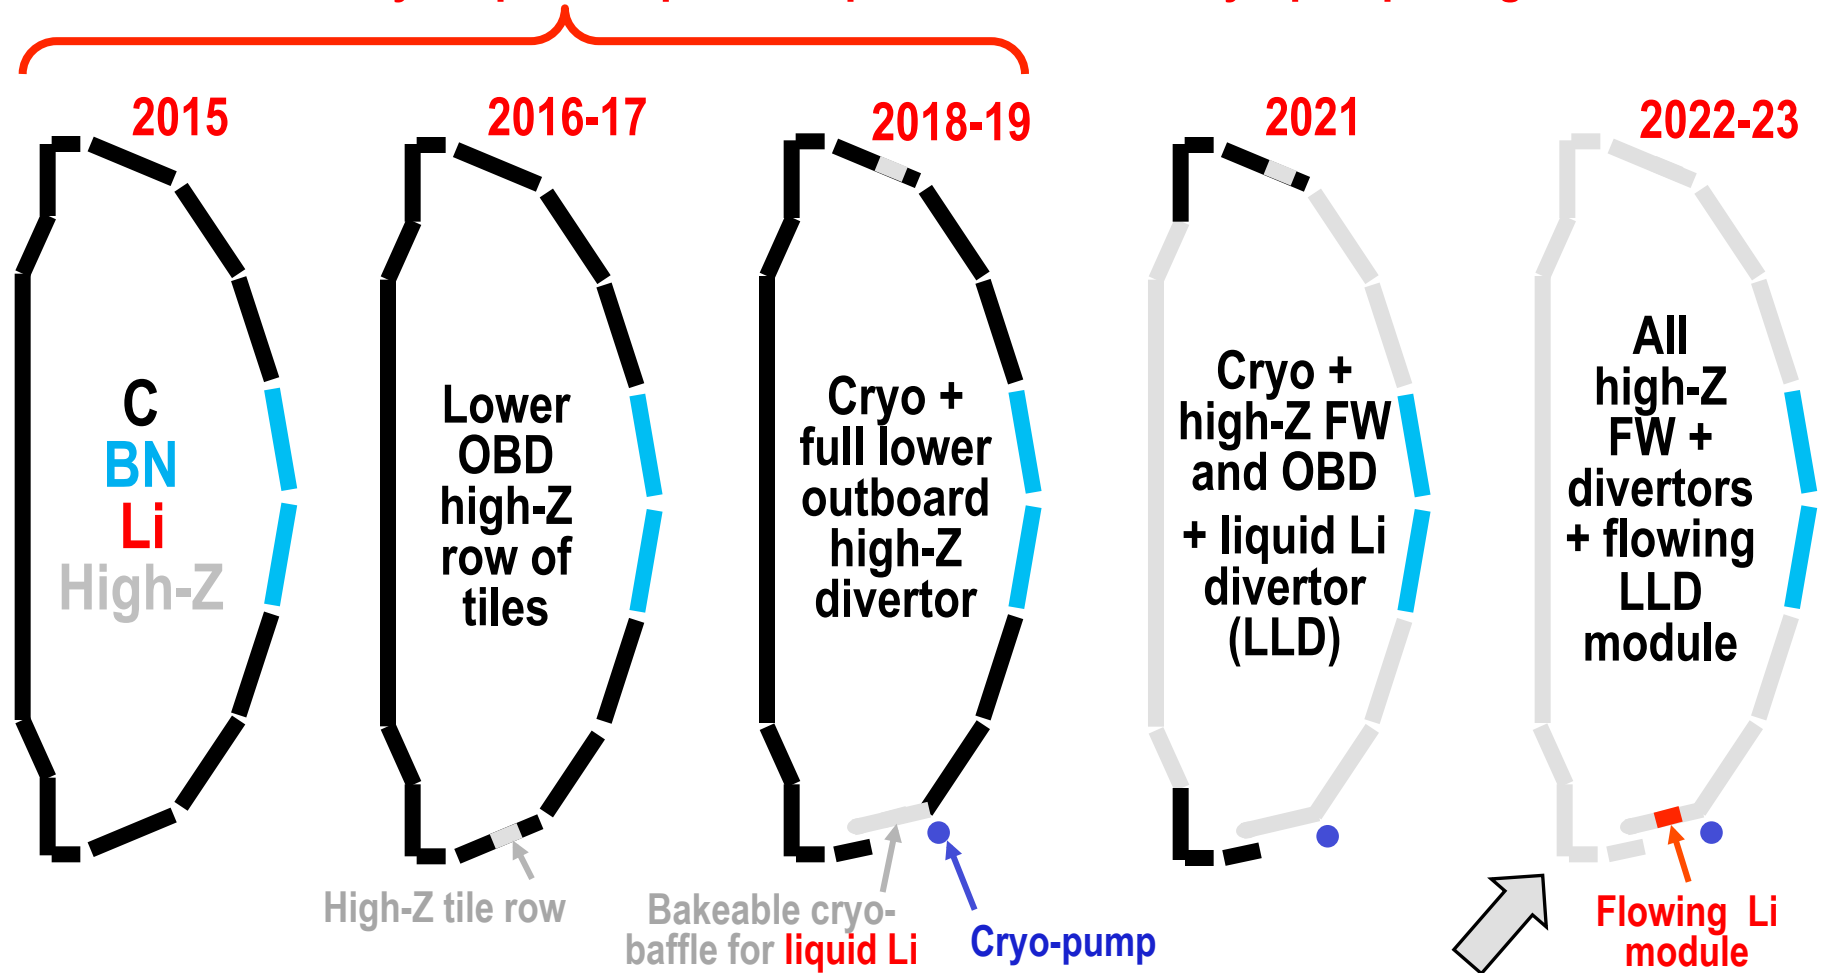 2015
2016-17
2018-19
2021
2022-23
C
BN
Li
High-Z
Lower
OBD
high-Z
row of
tiles
Cryo +
full lower
outboard
high-Z
divertor
Cryo +
high-Z FW
and OBD
+ liquid Li
divertor
(LLD)
All
high-Z
FW +
divertors
+ flowing
LLD
module
High-Z tile row
Bakeable cryo-
baffle for liquid Li
Cryo-pump
Flowing Li
module